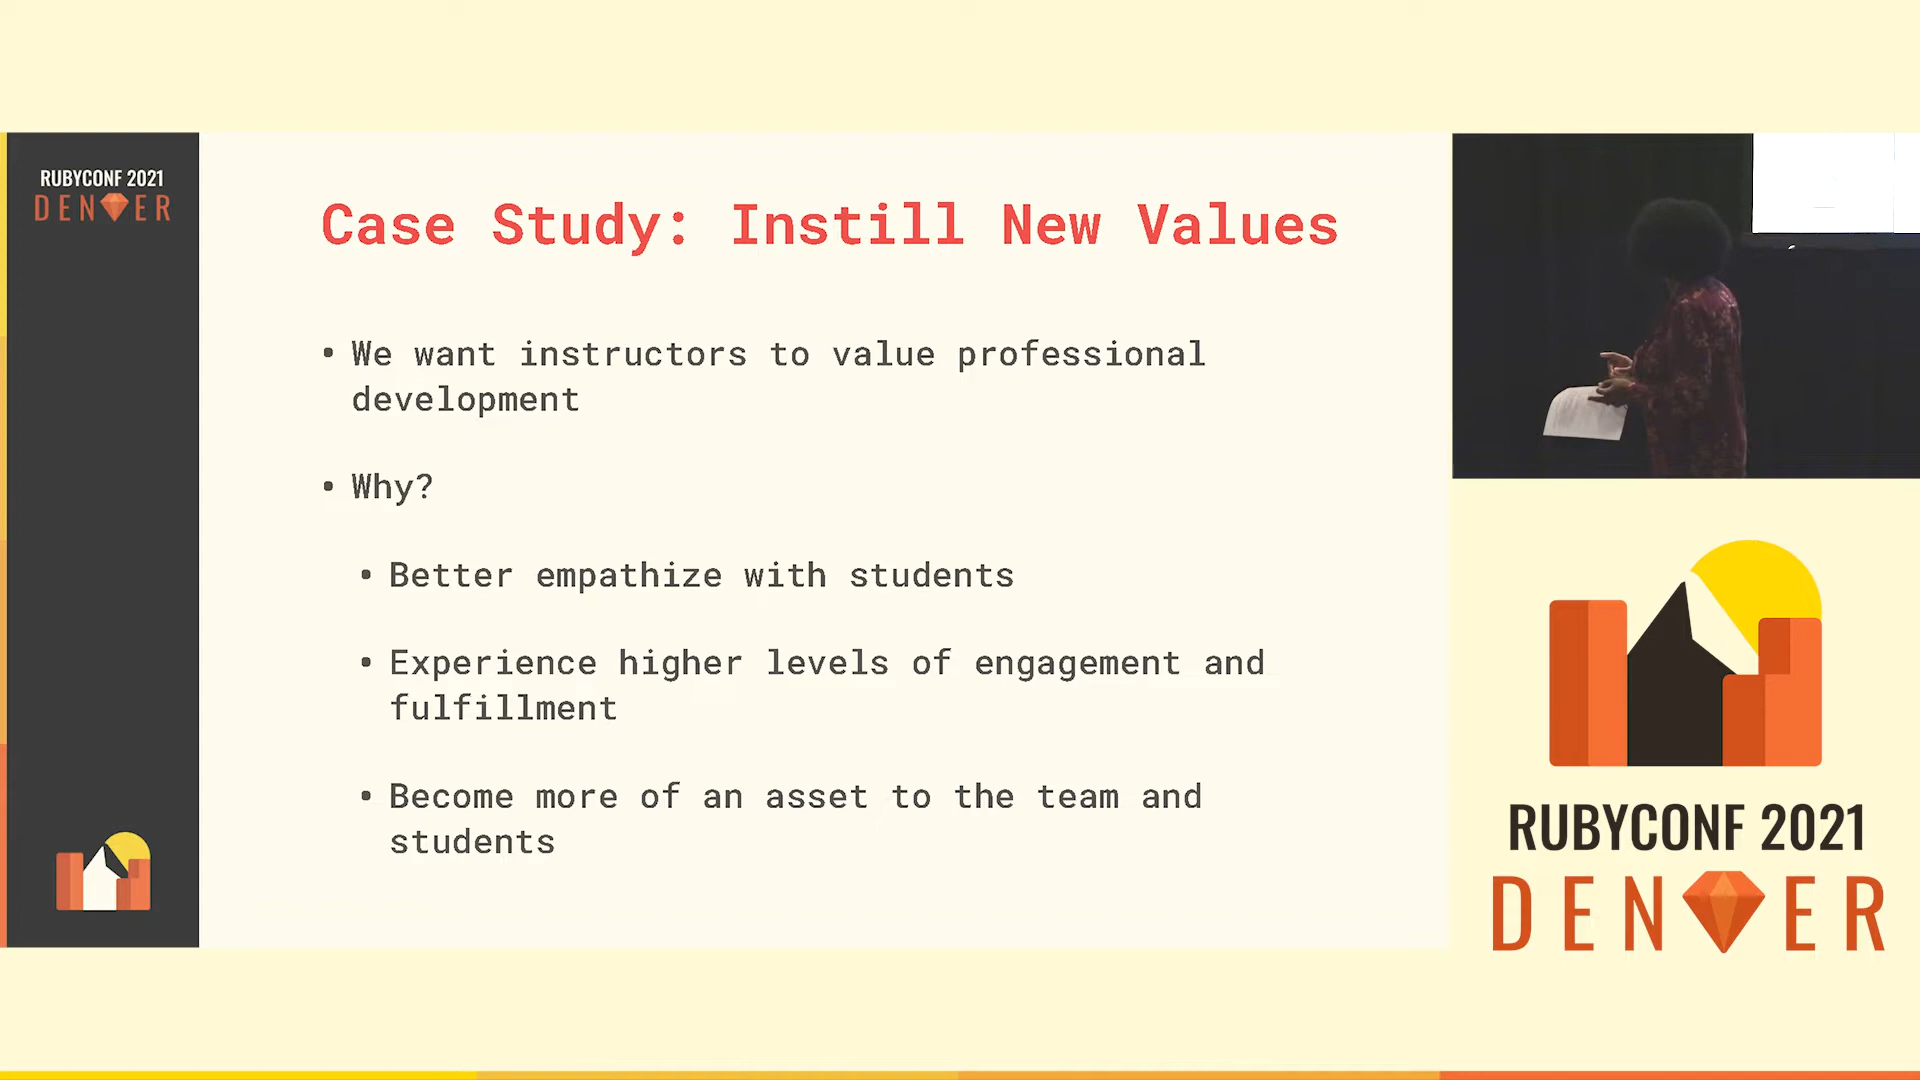 RUBYCONF 2021
DENVER
Case Study: Instill New Values
• We want instructors to value professional
development
• Why?
• Better empathize with students
• Experience higher levels of engagement and
fulfillment
• Become more of an asset to the team and
students
RUBYCONF 2021
DENVER